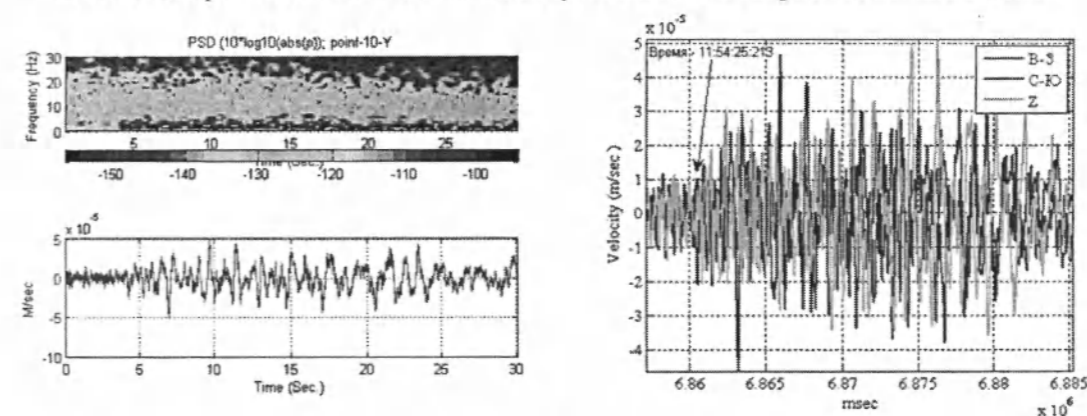 PSD (10*log10(abs(p)); point-10-Y
Frequency (Hz)
30
20
10
0
5 10 15 20 25
Time (Sec.)
-150 -140 -130 -120 -110 -100
x 10^-5
M/sec
5
0
-5
-10
0 5 10 15 20 25 30
Time (Sec.)
x 10^-5
Время - 11:54:25:213
В-З
С-Ю
Z
Velocity (m/sec)
5
4
3
2
1
0
-1
-2
-3
-4
6.86 6.865 6.87 6.875 6.88 6.885
msec
x 10^6